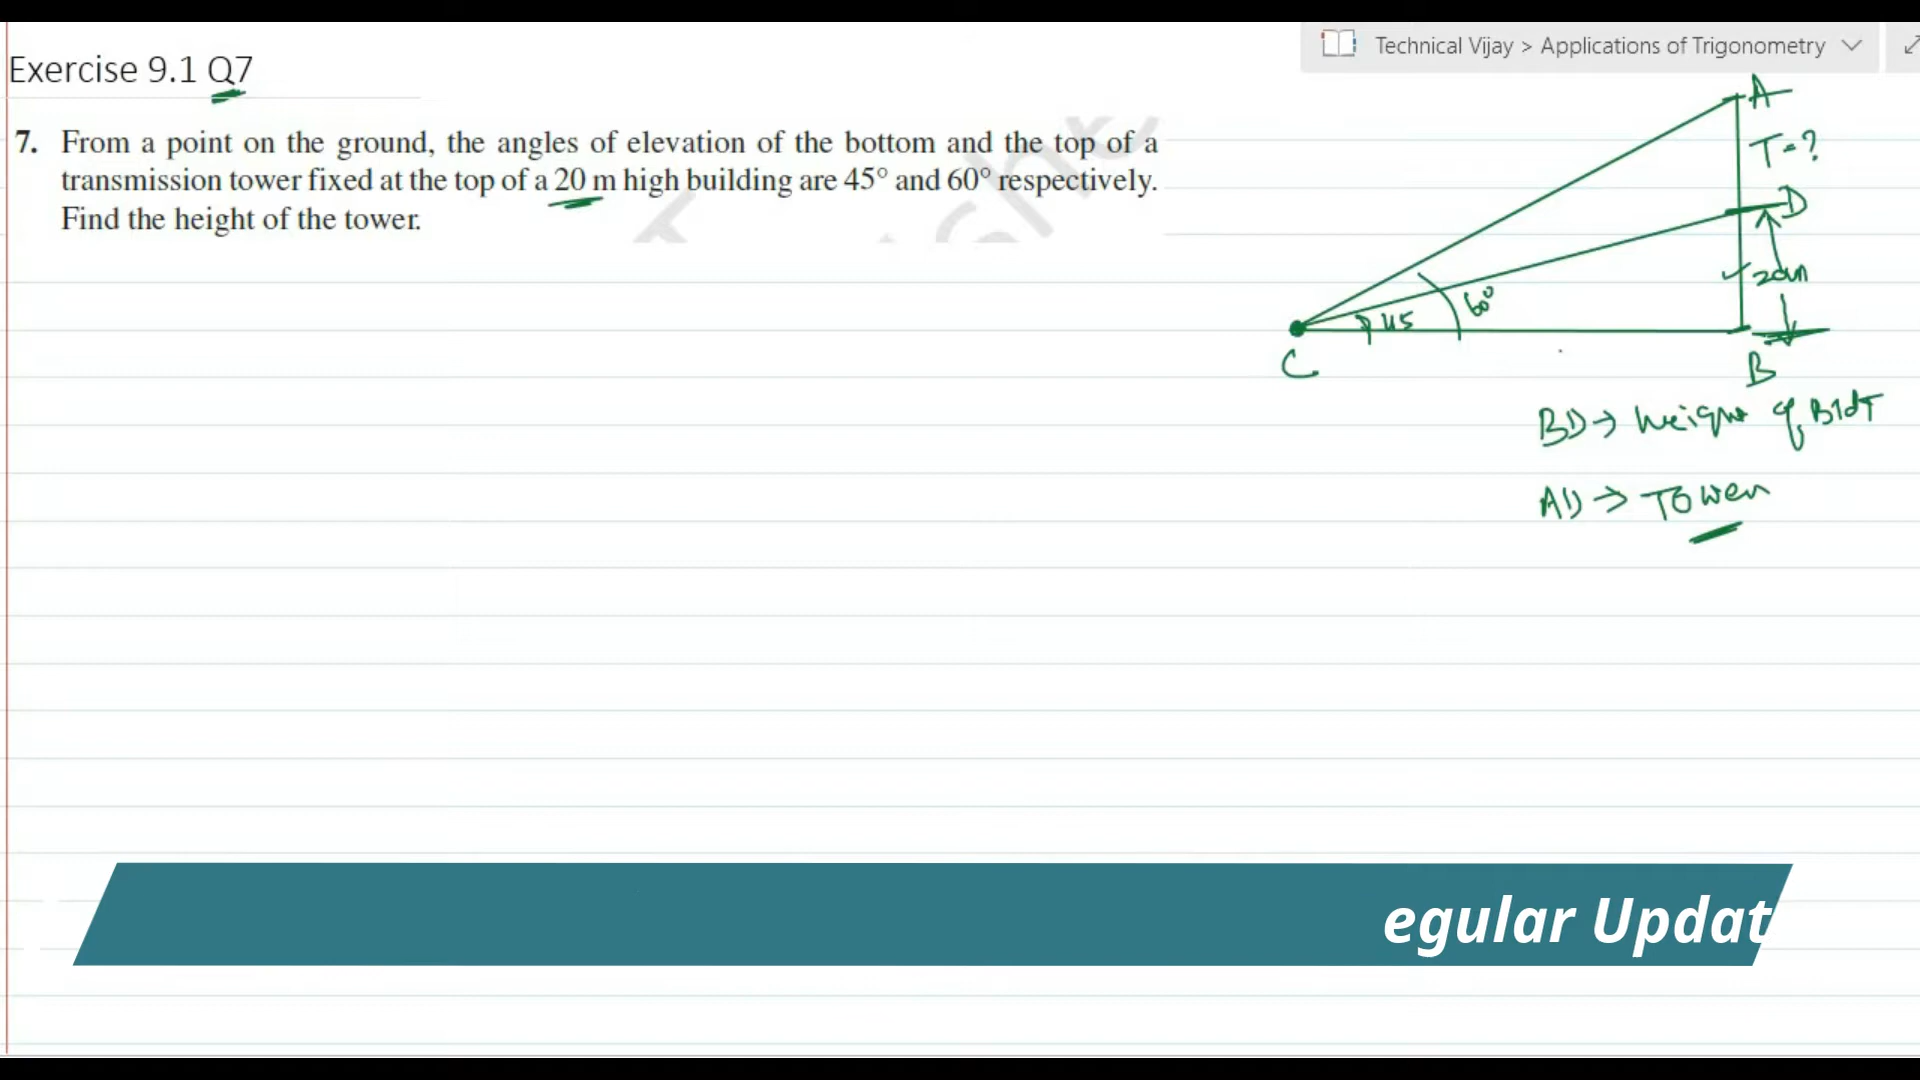 Technical Vijay > Applications of Trigonometry
Exercise 9.1 Q7
7. From a point on the ground, the angles of elevation of the bottom and the top of a
transmission tower fixed at the top of a 20 m high building are 45° and 60° respectively.
Find the height of the tower.
A
T=?
D
20m
60°
45
C
B
BD→ height of
AD→ Tower
egular Updat